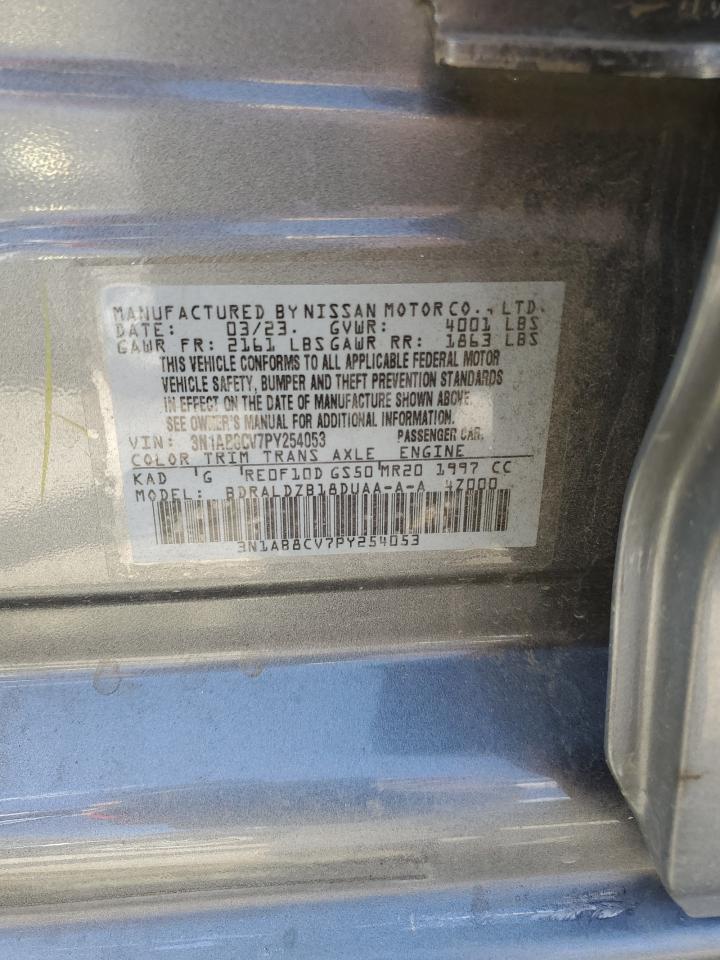 MANUFACTURED BY NISSAN MOTOR CO., LTD.
DATE: 03/23. GVWR: 4001 LBS
GAWR FR: 2161 LBS GAWR RR: 1863 LBS
THIS VEHICLE CONFORMS TO ALL APPLICABLE FEDERAL MOTOR
VEHICLE SAFETY, BUMPER AND THEFT PREVENTION STANDARDS
IN EFFECT ON THE DATE OF MANUFACTURE SHOWN ABOVE.
SEE OWNER'S MANUAL FOR ADDITIONAL INFORMATION.
VIN: 3N1AB8CV7PY254053 PASSENGER CAR.
COLOR TRIM TRANS AXLE ENGINE
KAD 'G 'RE0F10D GS50 'MR20 1997 CC
MODEL: BDRALDZB18DUAA-A-A 4Z000
3N1AB8CV7PY254053